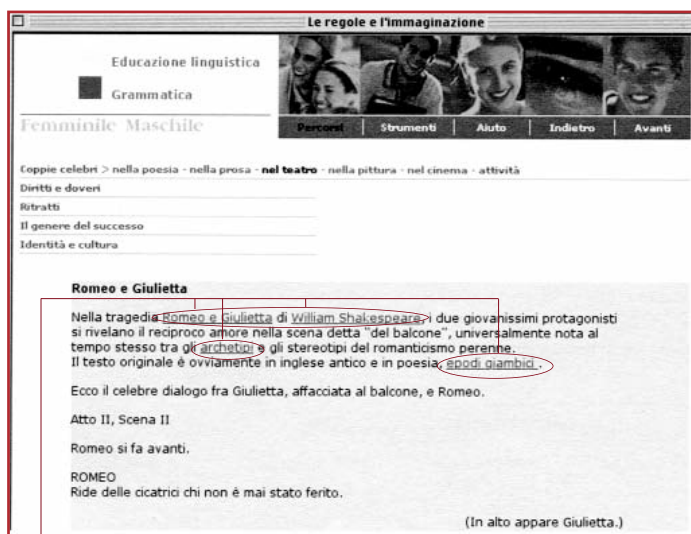 Le regole e l'immaginazione
Educazione linguistica
Grammatica
Femminile Maschile
Percorsi | Strumenti | Aiuto | Indietro | Avanti
Coppie celebri > nella poesia - nella prosa - nel teatro - nella pittura - nel cinema - attività
Diritti e doveri
Ritratti
Il genere del successo
Identità e cultura
Romeo e Giulietta
Nella tragedia Romeo e Giulietta di William Shakespeare, i due giovanissimi protagonisti
si rivelano il reciproco amore nella scena detta "del balcone", universalmente nota al
tempo stesso tra gli archetipi e gli stereotipi del romanticismo perenne.
Il testo originale è ovviamente in inglese antico e in poesia, epodi giambici .
Ecco il celebre dialogo fra Giulietta, affacciata al balcone, e Romeo.
Atto II, Scena II
Romeo si fa avanti.
ROMEO
Ride delle cicatrici chi non è mai stato ferito.
(In alto appare Giulietta.)